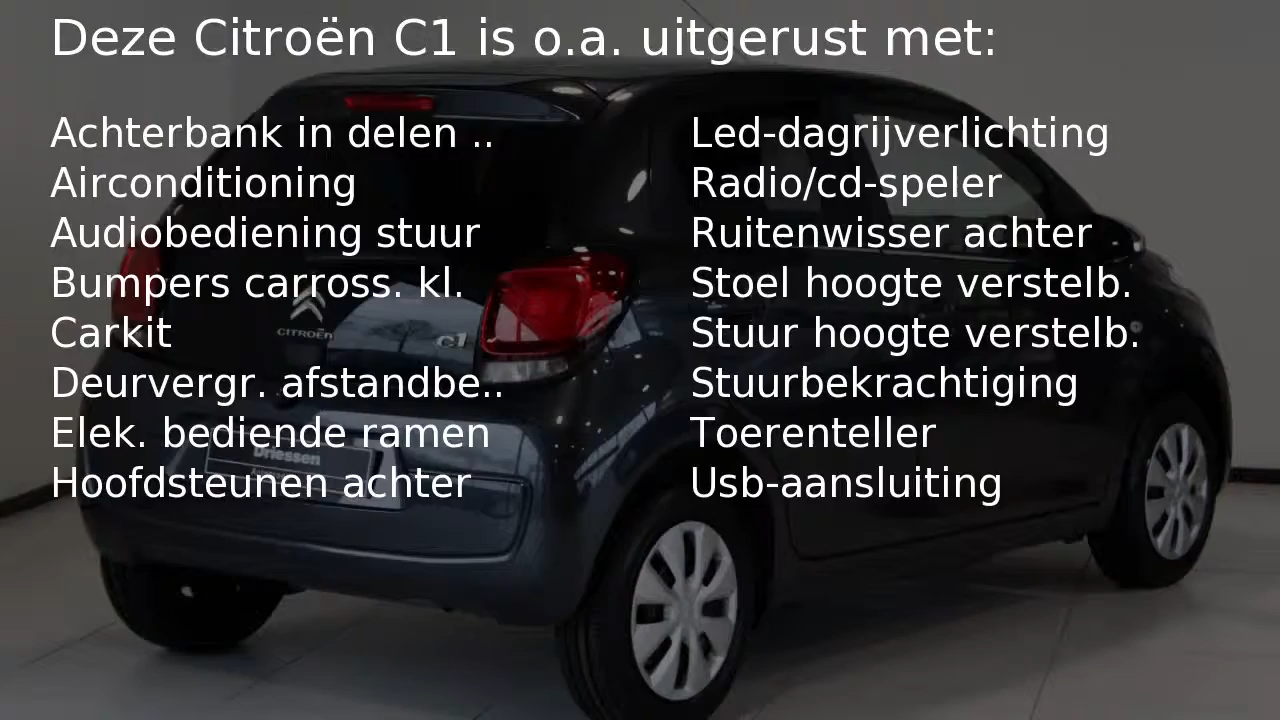 Deze Citroën C1 is o.a. uitgerust met:
Achterbank in delen ..
Airconditioning
Audiobediening stuur
Bumpers carross. kl.
Carkit
Deurvergr. afstandbe..
Elek. bediende ramen
Hoofdsteunen achter
Led-dagrijverlichting
Radio/cd-speler
Ruitenwisser achter
Stoel hoogte verstelb.
Stuur hoogte verstelb.
Stuurbekrachtiging
Toerenteller
Usb-aansluiting
CITROËN
C1
Driessen